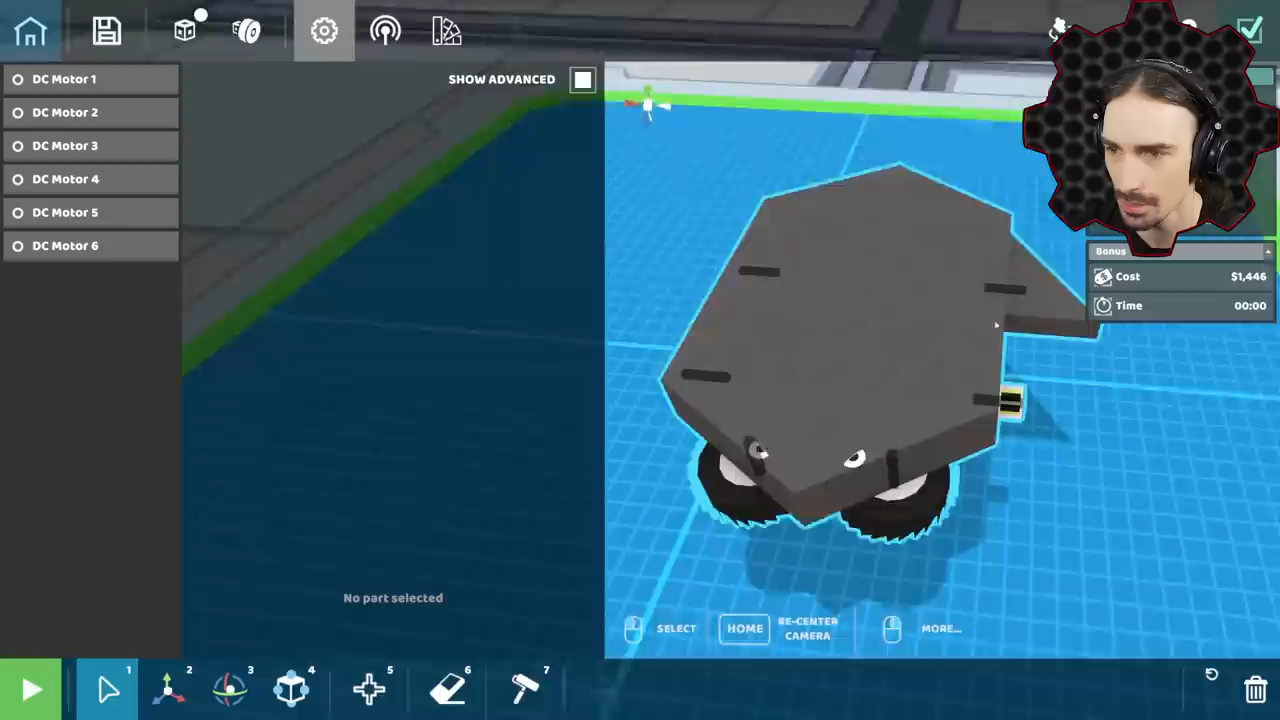 DC Motor 1
DC Motor 2
DC Motor 3
DC Motor 4
DC Motor 5
DC Motor 6
SHOW ADVANCED
No part selected
Bonus
Cost $1,446
Time 00:00
SELECT
HOME
RE-CENTER
CAMERA
MORE...
1
2
3
4
5
6
7